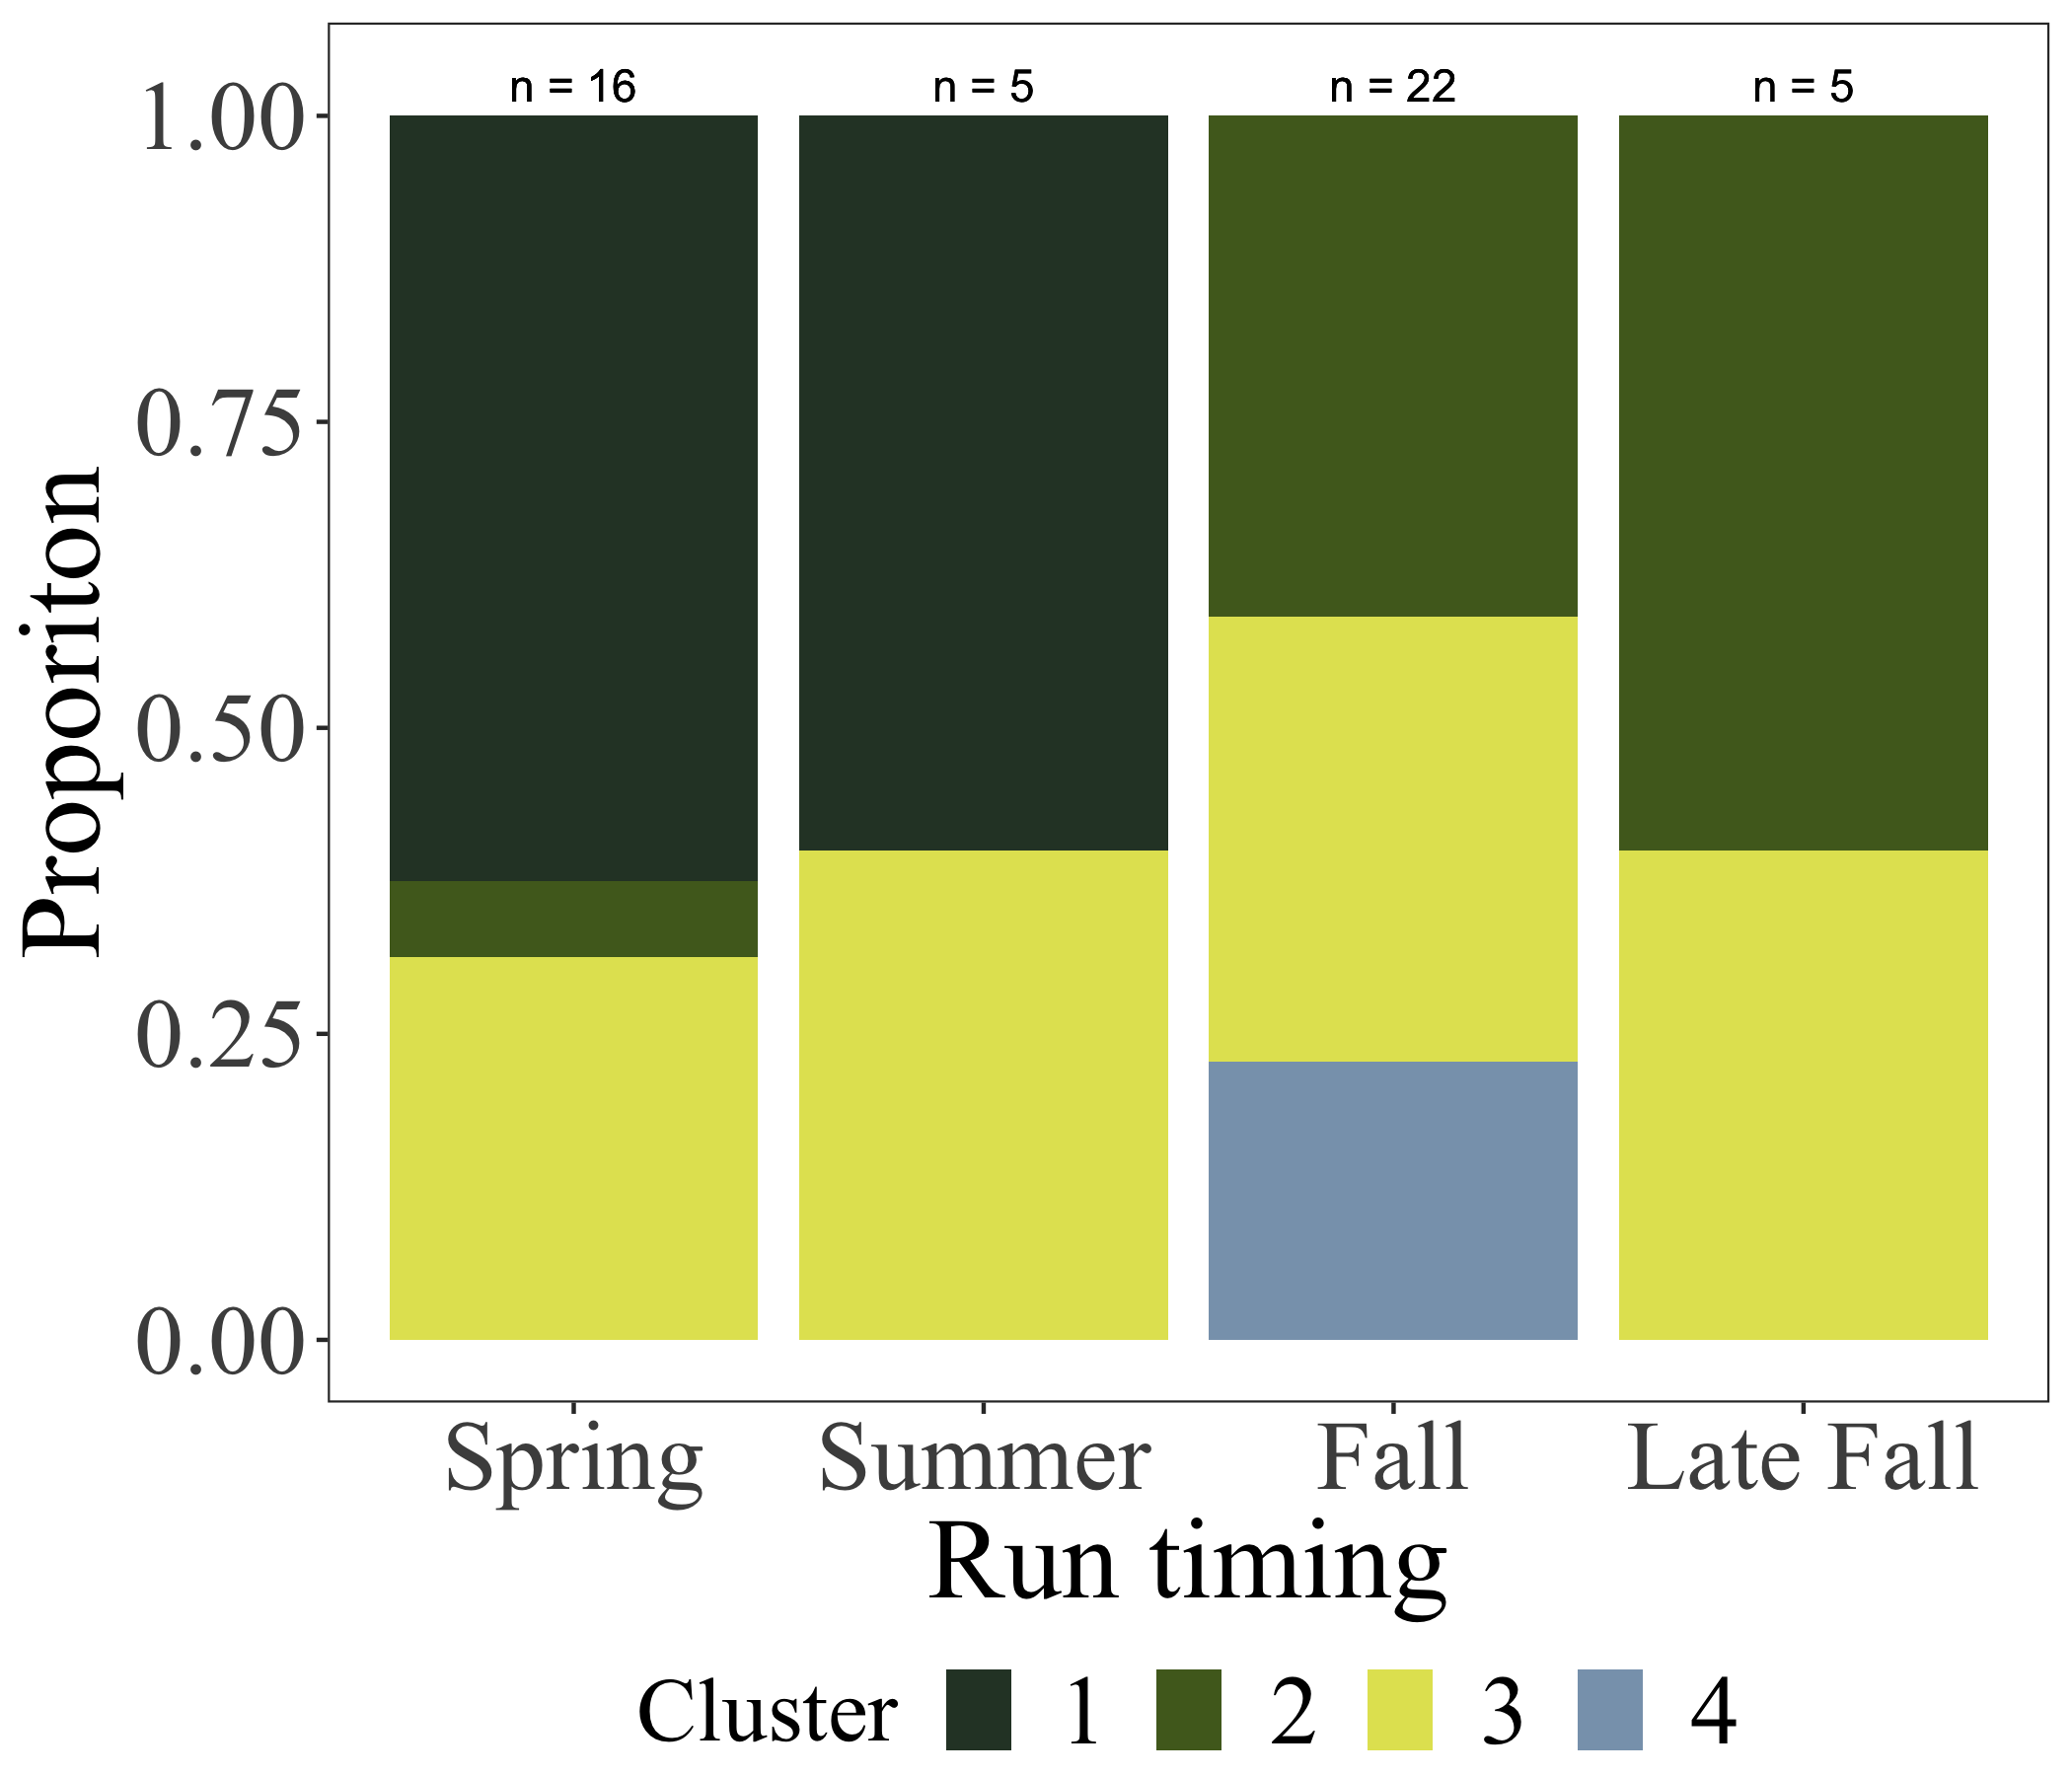 n = 16 n = 5 n = 22 n = 5
1.00
0.75
0.50
0.25
0.00
Proporiton
Spring Summer Fall Late Fall
Run timing
Cluster 1 2 3 4